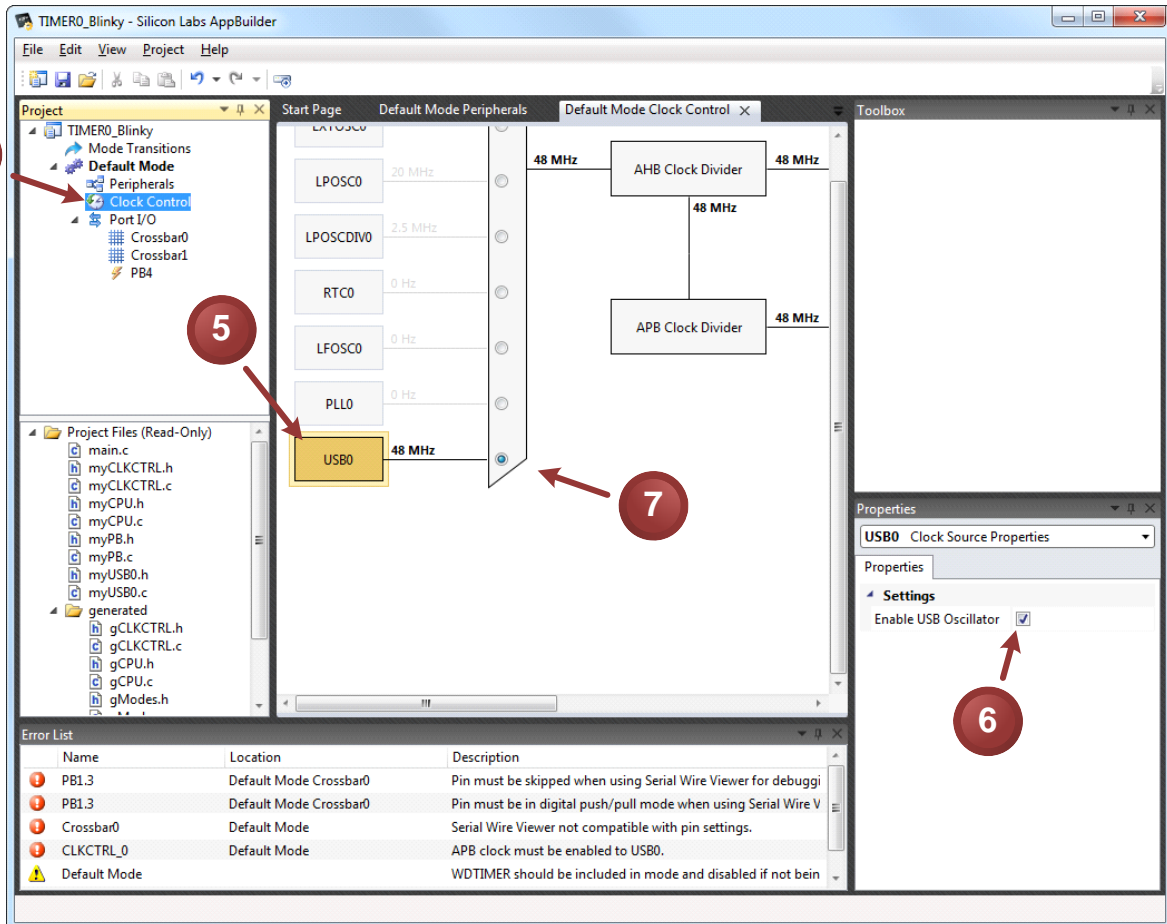 TIMER0_Blinky - Silicon Labs AppBuilder
File Edit View Project Help
Project
TIMER0_Blinky
Mode Transitions
Default Mode
Peripherals
Clock Control
Port I/O
Crossbar0
Crossbar1
PB4
Project Files (Read-Only)
main.c
myCLKCTRL.h
myCLKCTRL.c
myCPU.h
myCPU.c
myPB.h
myPB.c
myUSB0.h
myUSB0.c
generated
gCLKCTRL.h
gCLKCTRL.c
gCPU.h
gCPU.c
gModes.h
Start Page Default Mode Peripherals Default Mode Clock Control
EXTOSC0
LPOSC0 20 MHz
LPOSCDIV0 2.5 MHz
RTC0 0 Hz
LFOSC0 0 Hz
PLL0 0 Hz
USB0 48 MHz
48 MHz AHB Clock Divider 48 MHz
48 MHz
APB Clock Divider 48 MHz
5
7
Toolbox
Properties
USB0 Clock Source Properties
Properties
Settings
Enable USB Oscillator
6
Error List
Name Location Description
PB1.3 Default Mode Crossbar0 Pin must be skipped when using Serial Wire Viewer for debuggi
PB1.3 Default Mode Crossbar0 Pin must be in digital push/pull mode when using Serial Wire V
Crossbar0 Default Mode Serial Wire Viewer not compatible with pin settings.
CLKCTRL_0 Default Mode APB clock must be enabled to USB0.
Default Mode WDTIMER should be included in mode and disabled if not bein